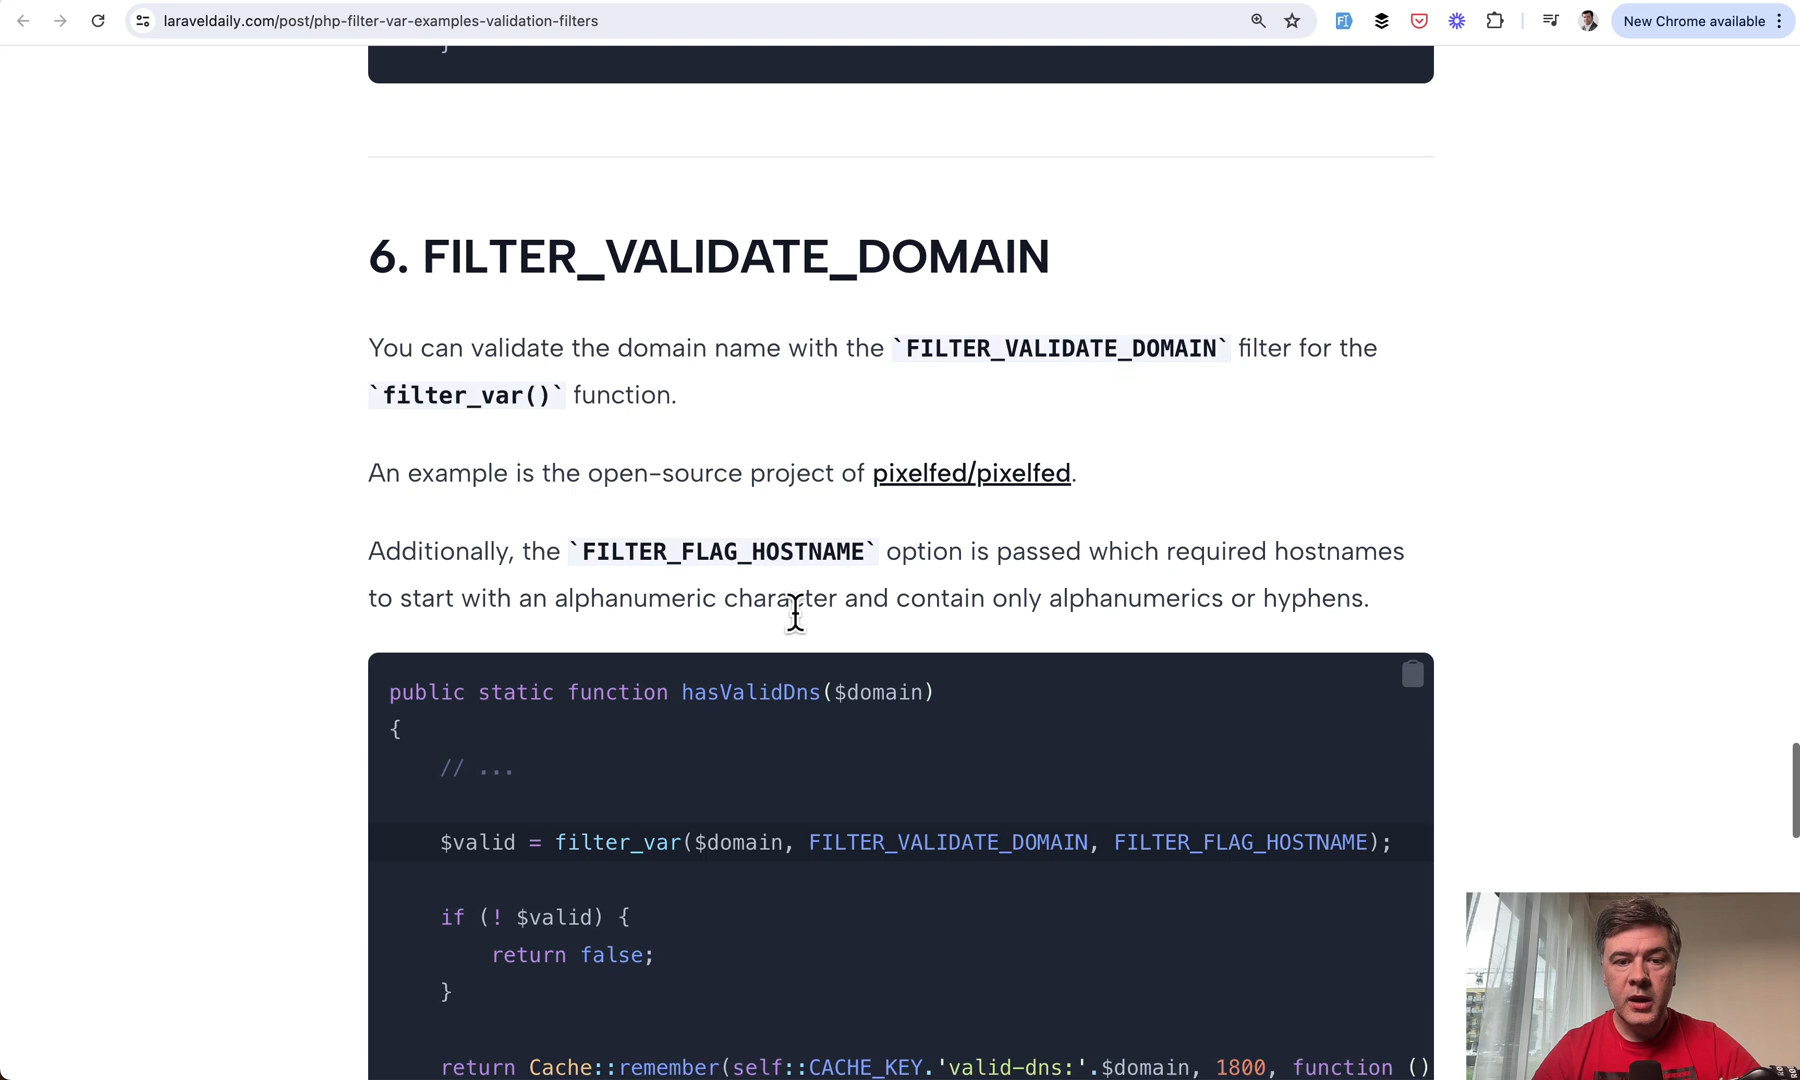 laraveldaily.com/post/php-filter-var-examples-validation-filters
New Chrome available
}
6. FILTER_VALIDATE_DOMAIN
You can validate the domain name with the `FILTER_VALIDATE_DOMAIN` filter for the
`filter_var()` function.
An example is the open-source project of pixelfed/pixelfed.
Additionally, the `FILTER_FLAG_HOSTNAME` option is passed which required hostnames
to start with an alphanumeric character and contain only alphanumerics or hyphens.
public static function hasValidDns($domain)
{
// ...
$valid = filter_var($domain, FILTER_VALIDATE_DOMAIN, FILTER_FLAG_HOSTNAME);
if (! $valid) {
return false;
}
return Cache::remember(self::CACHE_KEY.'valid-dns:'.$domain, 1800, function ()